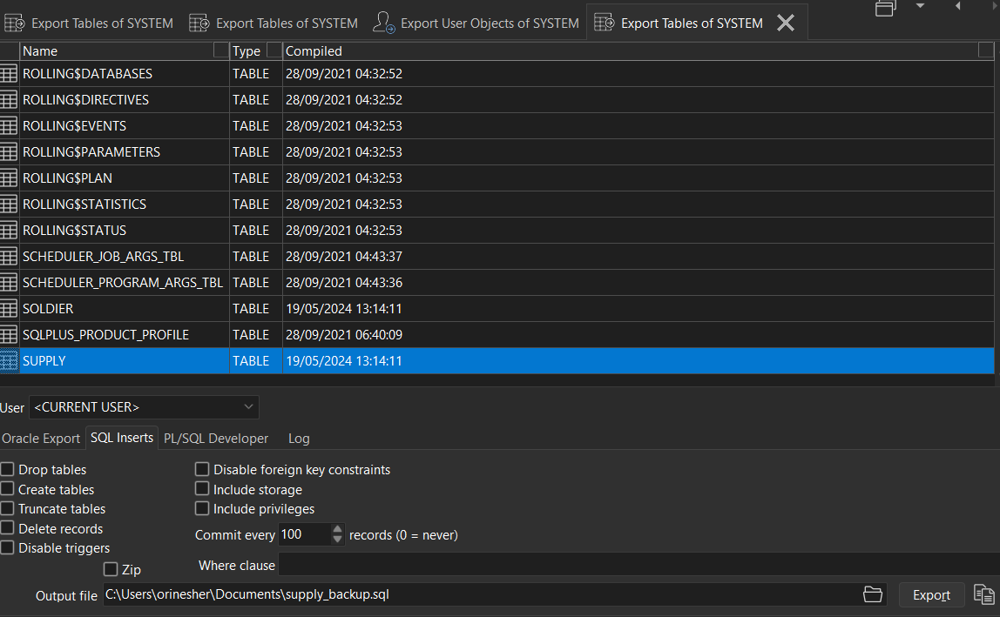 Export Tables of SYSTEM Export Tables of SYSTEM Export User Objects of SYSTEM Export Tables of SYSTEM
Name Type Compiled
ROLLING$DATABASES TABLE 28/09/2021 04:32:52
ROLLING$DIRECTIVES TABLE 28/09/2021 04:32:52
ROLLING$EVENTS TABLE 28/09/2021 04:32:53
ROLLING$PARAMETERS TABLE 28/09/2021 04:32:53
ROLLING$PLAN TABLE 28/09/2021 04:32:53
ROLLING$STATISTICS TABLE 28/09/2021 04:32:53
ROLLING$STATUS TABLE 28/09/2021 04:32:53
SCHEDULER_JOB_ARGS_TBL TABLE 28/09/2021 04:43:37
SCHEDULER_PROGRAM_ARGS_TBL TABLE 28/09/2021 04:43:36
SOLDIER TABLE 19/05/2024 13:14:11
SQLPLUS_PRODUCT_PROFILE TABLE 28/09/2021 06:40:09
SUPPLY TABLE 19/05/2024 13:14:11
User <CURRENT USER>
Oracle Export SQL Inserts PL/SQL Developer Log
Drop tables Disable foreign key constraints
Create tables Include storage
Truncate tables Include privileges
Delete records Commit every 100 records (0 = never)
Disable triggers
Zip Where clause
Output file C:\Users\orinesher\Documents\supply_backup.sql Export